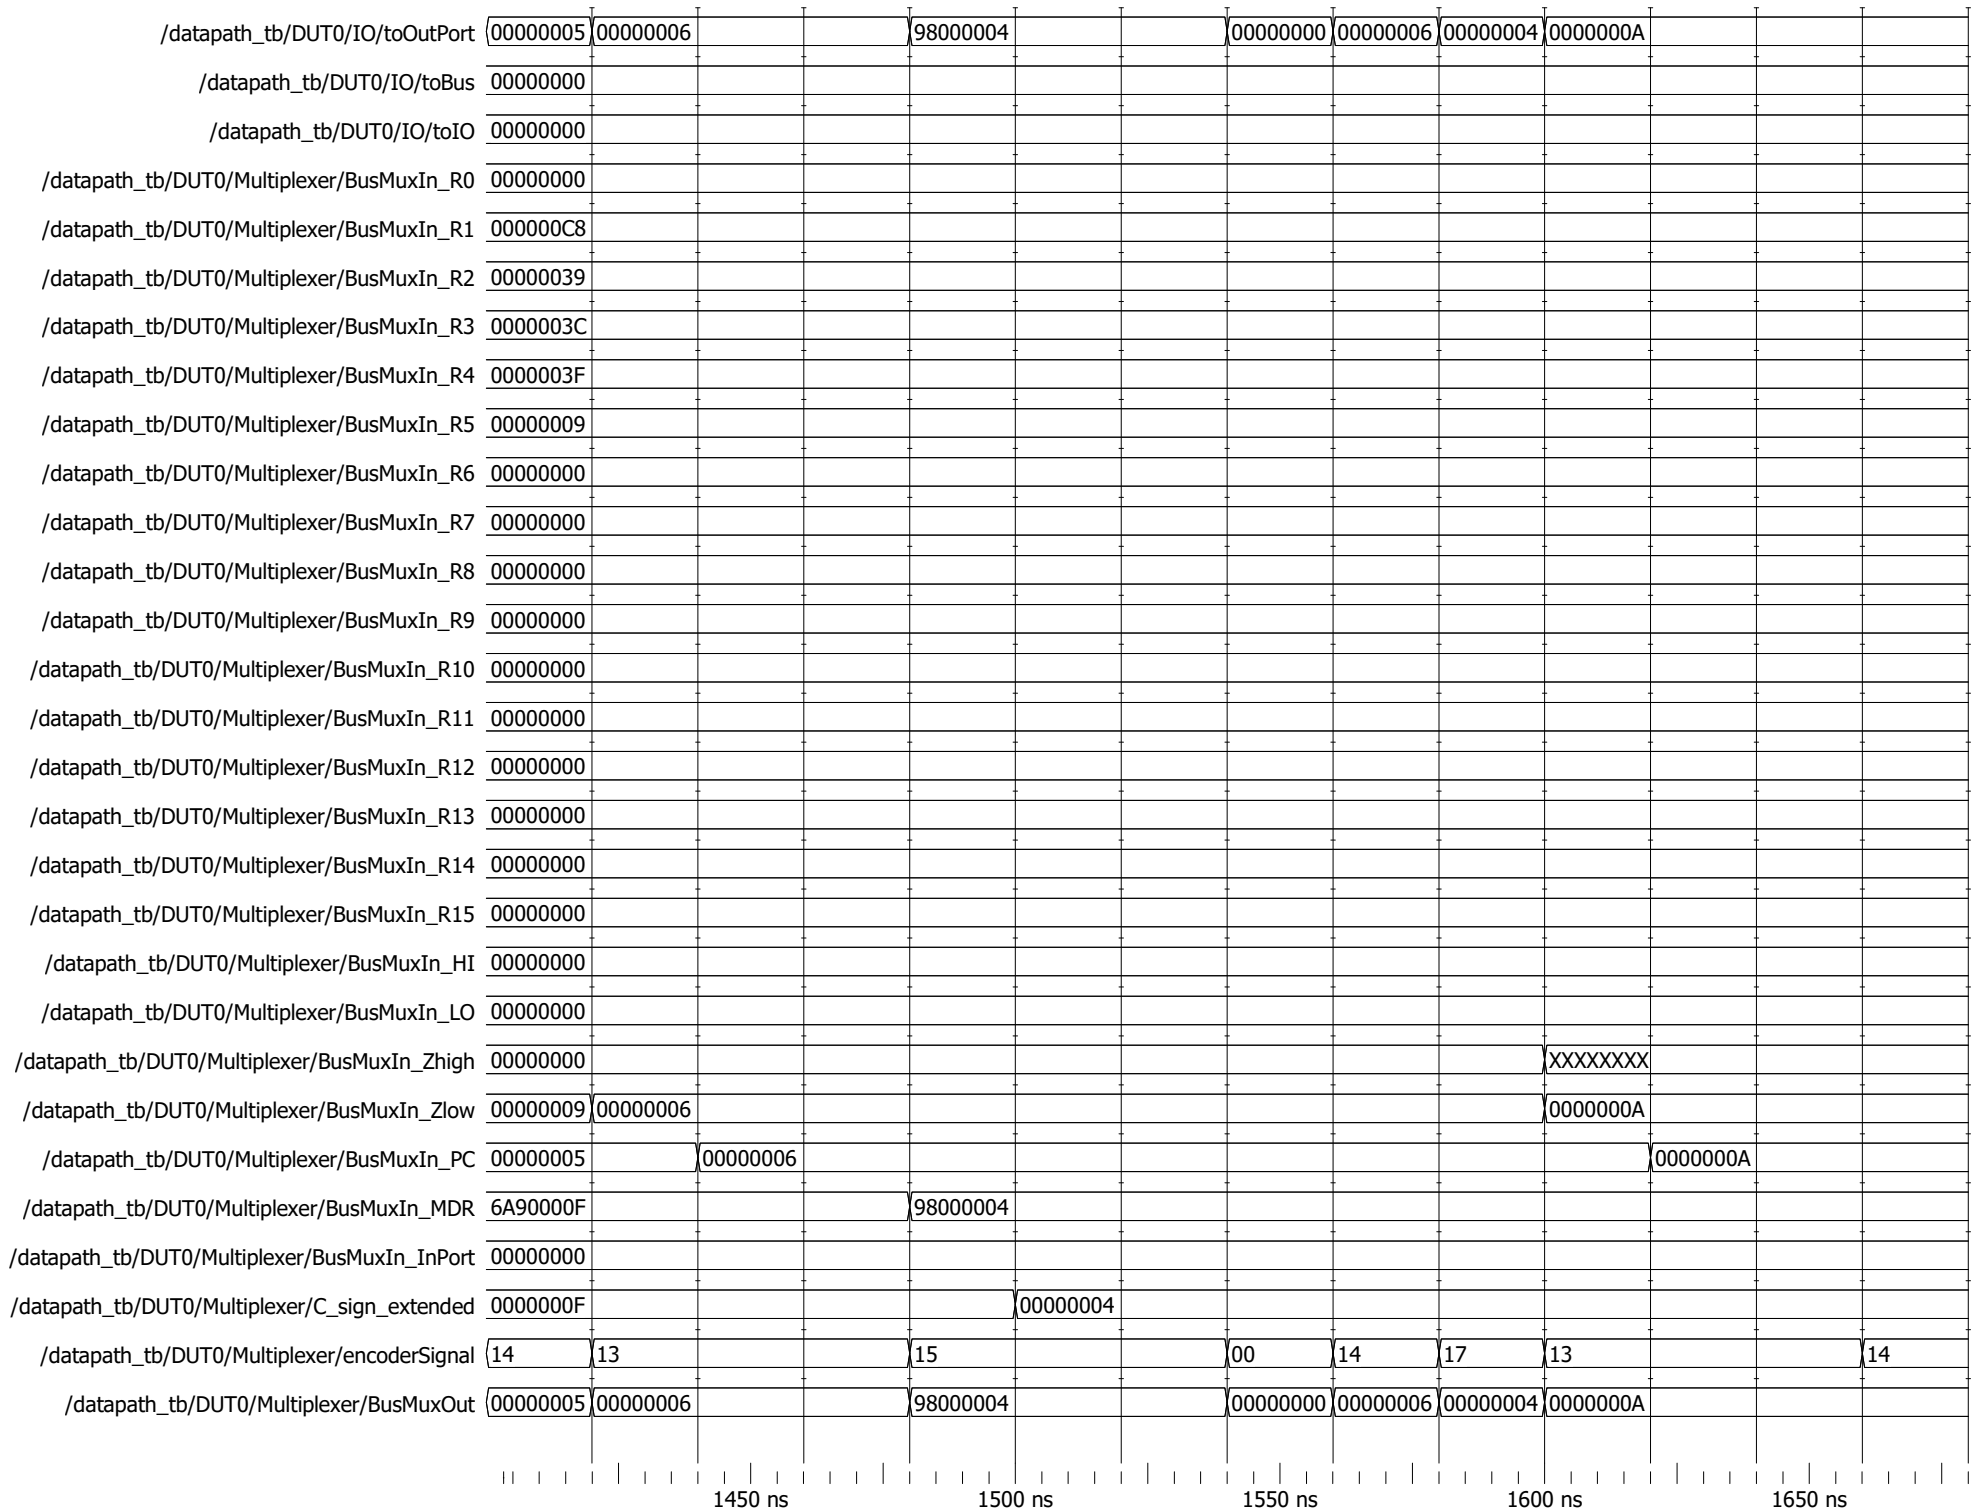 /datapath_tb/DUT0/IO/toOutPort 00000005 00000006 98000004 00000000 00000006 00000004 0000000A
/datapath_tb/DUT0/IO/toBus 00000000
/datapath_tb/DUT0/IO/toIO 00000000
/datapath_tb/DUT0/Multiplexer/BusMuxIn_R0 00000000
/datapath_tb/DUT0/Multiplexer/BusMuxIn_R1 000000C8
/datapath_tb/DUT0/Multiplexer/BusMuxIn_R2 00000039
/datapath_tb/DUT0/Multiplexer/BusMuxIn_R3 0000003C
/datapath_tb/DUT0/Multiplexer/BusMuxIn_R4 0000003F
/datapath_tb/DUT0/Multiplexer/BusMuxIn_R5 00000009
/datapath_tb/DUT0/Multiplexer/BusMuxIn_R6 00000000
/datapath_tb/DUT0/Multiplexer/BusMuxIn_R7 00000000
/datapath_tb/DUT0/Multiplexer/BusMuxIn_R8 00000000
/datapath_tb/DUT0/Multiplexer/BusMuxIn_R9 00000000
/datapath_tb/DUT0/Multiplexer/BusMuxIn_R10 00000000
/datapath_tb/DUT0/Multiplexer/BusMuxIn_R11 00000000
/datapath_tb/DUT0/Multiplexer/BusMuxIn_R12 00000000
/datapath_tb/DUT0/Multiplexer/BusMuxIn_R13 00000000
/datapath_tb/DUT0/Multiplexer/BusMuxIn_R14 00000000
/datapath_tb/DUT0/Multiplexer/BusMuxIn_R15 00000000
/datapath_tb/DUT0/Multiplexer/BusMuxIn_HI 00000000
/datapath_tb/DUT0/Multiplexer/BusMuxIn_LO 00000000
/datapath_tb/DUT0/Multiplexer/BusMuxIn_Zhigh 00000000 XXXXXXXX
/datapath_tb/DUT0/Multiplexer/BusMuxIn_Zlow 00000009 00000006 0000000A
/datapath_tb/DUT0/Multiplexer/BusMuxIn_PC 00000005 00000006 0000000A
/datapath_tb/DUT0/Multiplexer/BusMuxIn_MDR 6A90000F 98000004
/datapath_tb/DUT0/Multiplexer/BusMuxIn_InPort 00000000
/datapath_tb/DUT0/Multiplexer/C_sign_extended 0000000F 00000004
/datapath_tb/DUT0/Multiplexer/encoderSignal 14 13 15 00 14 17 13 14
/datapath_tb/DUT0/Multiplexer/BusMuxOut 00000005 00000006 98000004 00000000 00000006 00000004 0000000A
1450 ns 1500 ns 1550 ns 1600 ns 1650 ns